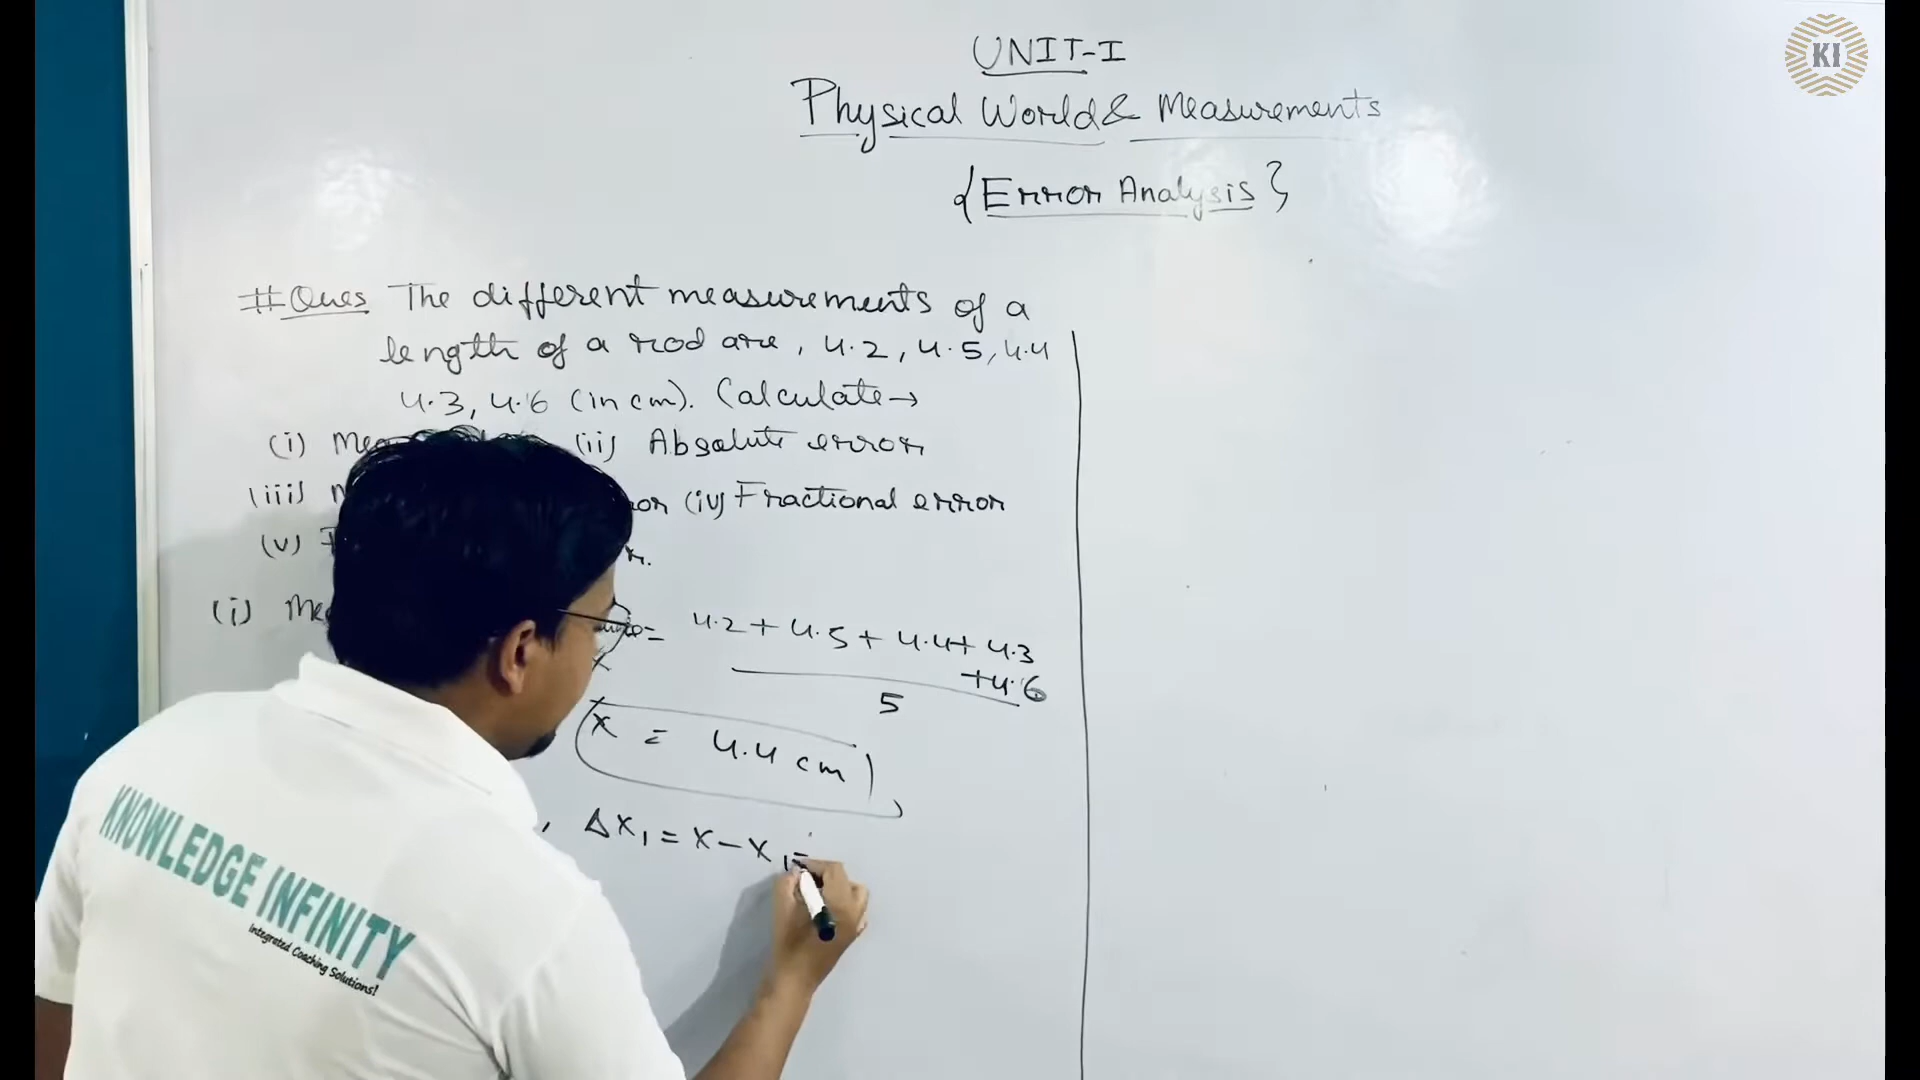 KI
UNIT-I
Physical World & Measurements
{Error Analysis}
# Ques The different measurements of a
length of a rod are, 4.2, 4.5, 4.4
4.3, 4.6 (in cm). Calculate→
(i) (ii) Absolute error
(iii) (iv) Fractional error
(v)
(i) = 4.2 + 4.5 + 4.4 + 4.3
+4.6
x
5
x = 4.4 cm
, Δx₁ = x - x₁ =
KNOWLEDGE INFINITY
Integrated Coaching Solutions!